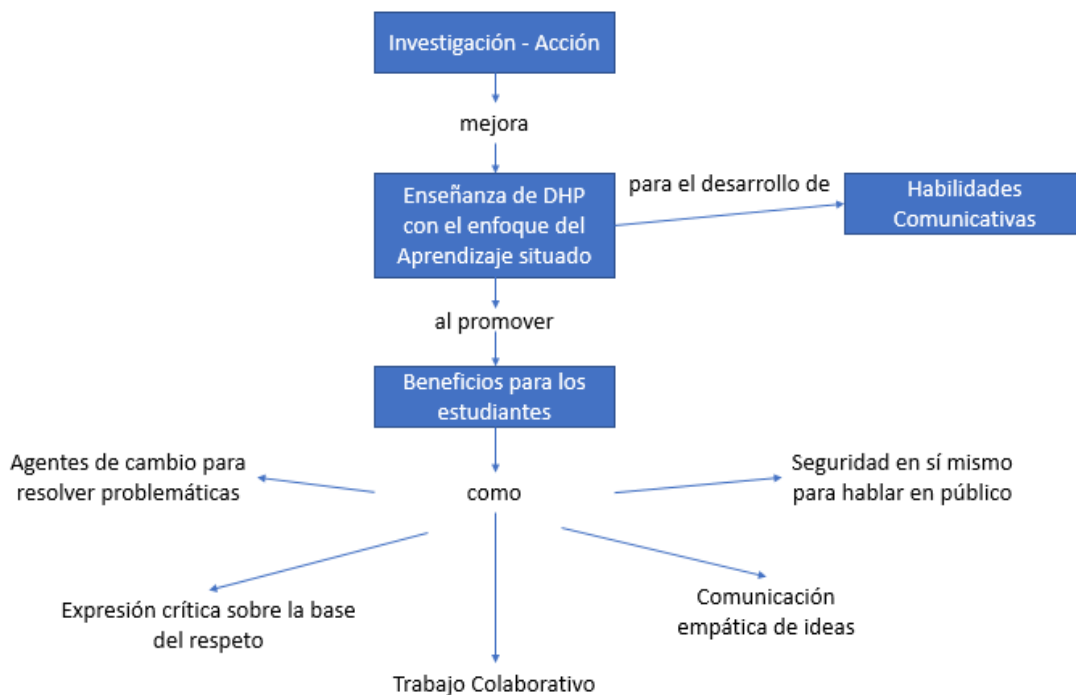 Investigación - Acción
mejora
Enseñanza de DHP
con el enfoque del
Aprendizaje situado
para el desarrollo de
Habilidades
Comunicativas
al promover
Beneficios para los
estudiantes
como
Agentes de cambio para
resolver problemáticas
Seguridad en sí mismo
para hablar en público
Expresión crítica sobre la base
del respeto
Comunicación
empática de ideas
Trabajo Colaborativo